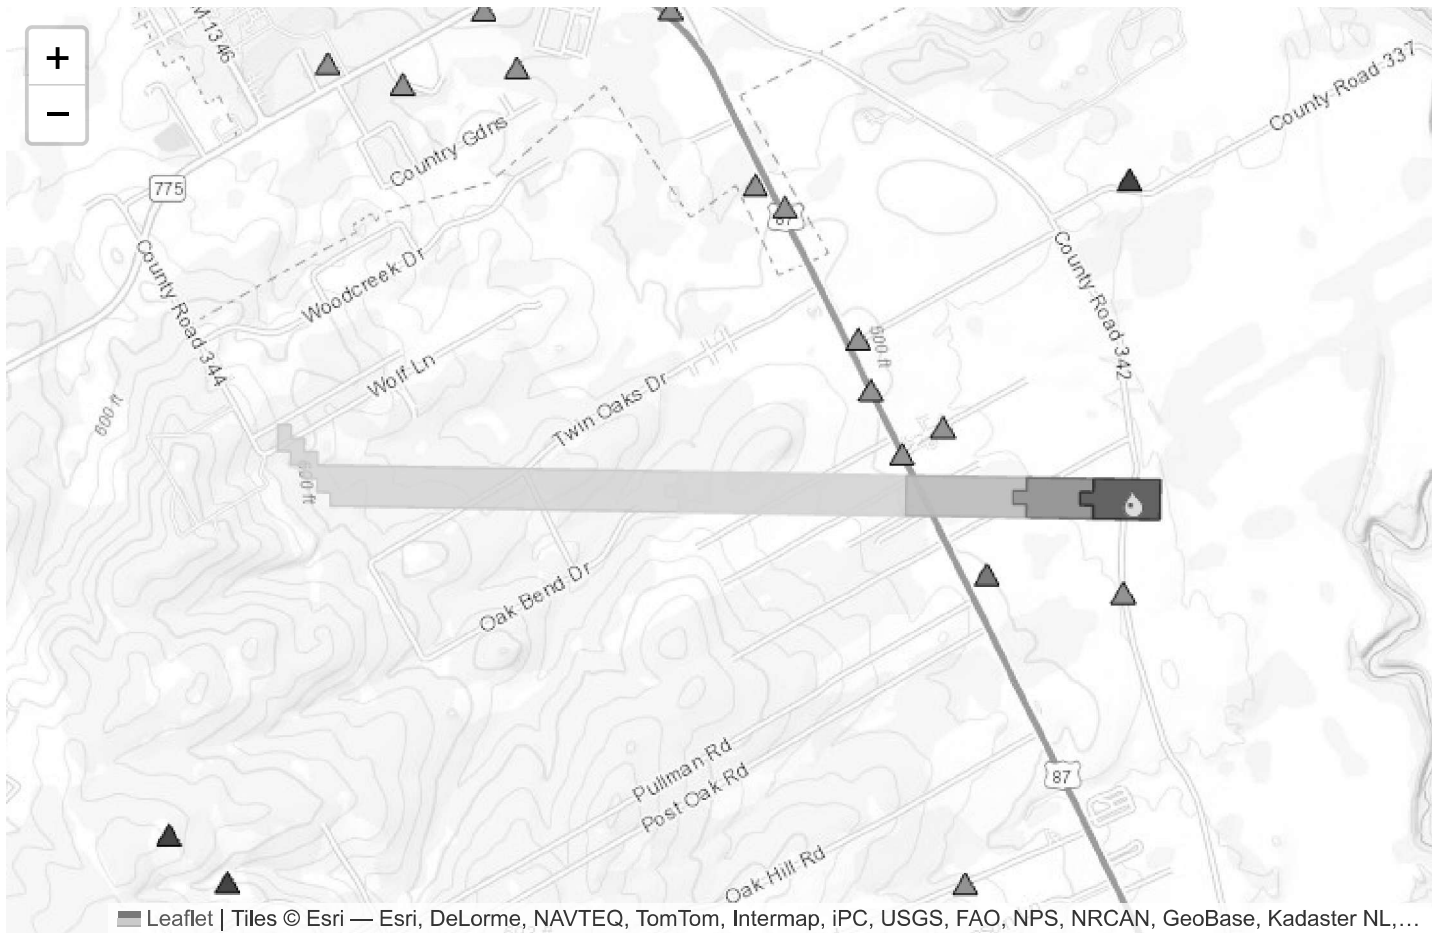 +
−
M 1346
775
Country Gdns
County Road 337
87
County Road 344
Woodcreek Dr
County Road 342
600 ft
Wolf Ln
600 ft
Twin Oaks Dr
600 ft
Oak Bend Dr
Pullman Rd
Post Oak Rd
87
Oak Hill Rd
Leaflet | Tiles © Esri — Esri, DeLorme, NAVTEQ, TomTom, Intermap, iPC, USGS, FAO, NPS, NRCAN, GeoBase, Kadaster NL,…